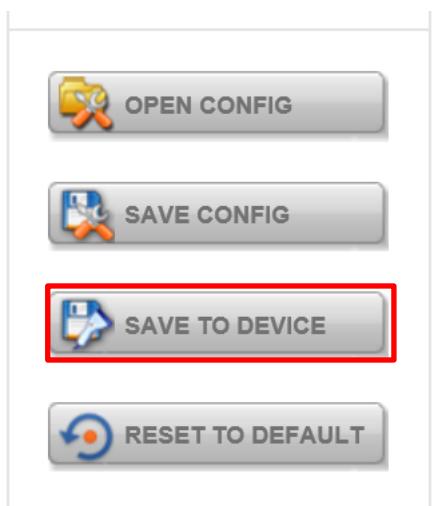 OPEN CONFIG
SAVE CONFIG
SAVE TO DEVICE
RESET TO DEFAULT